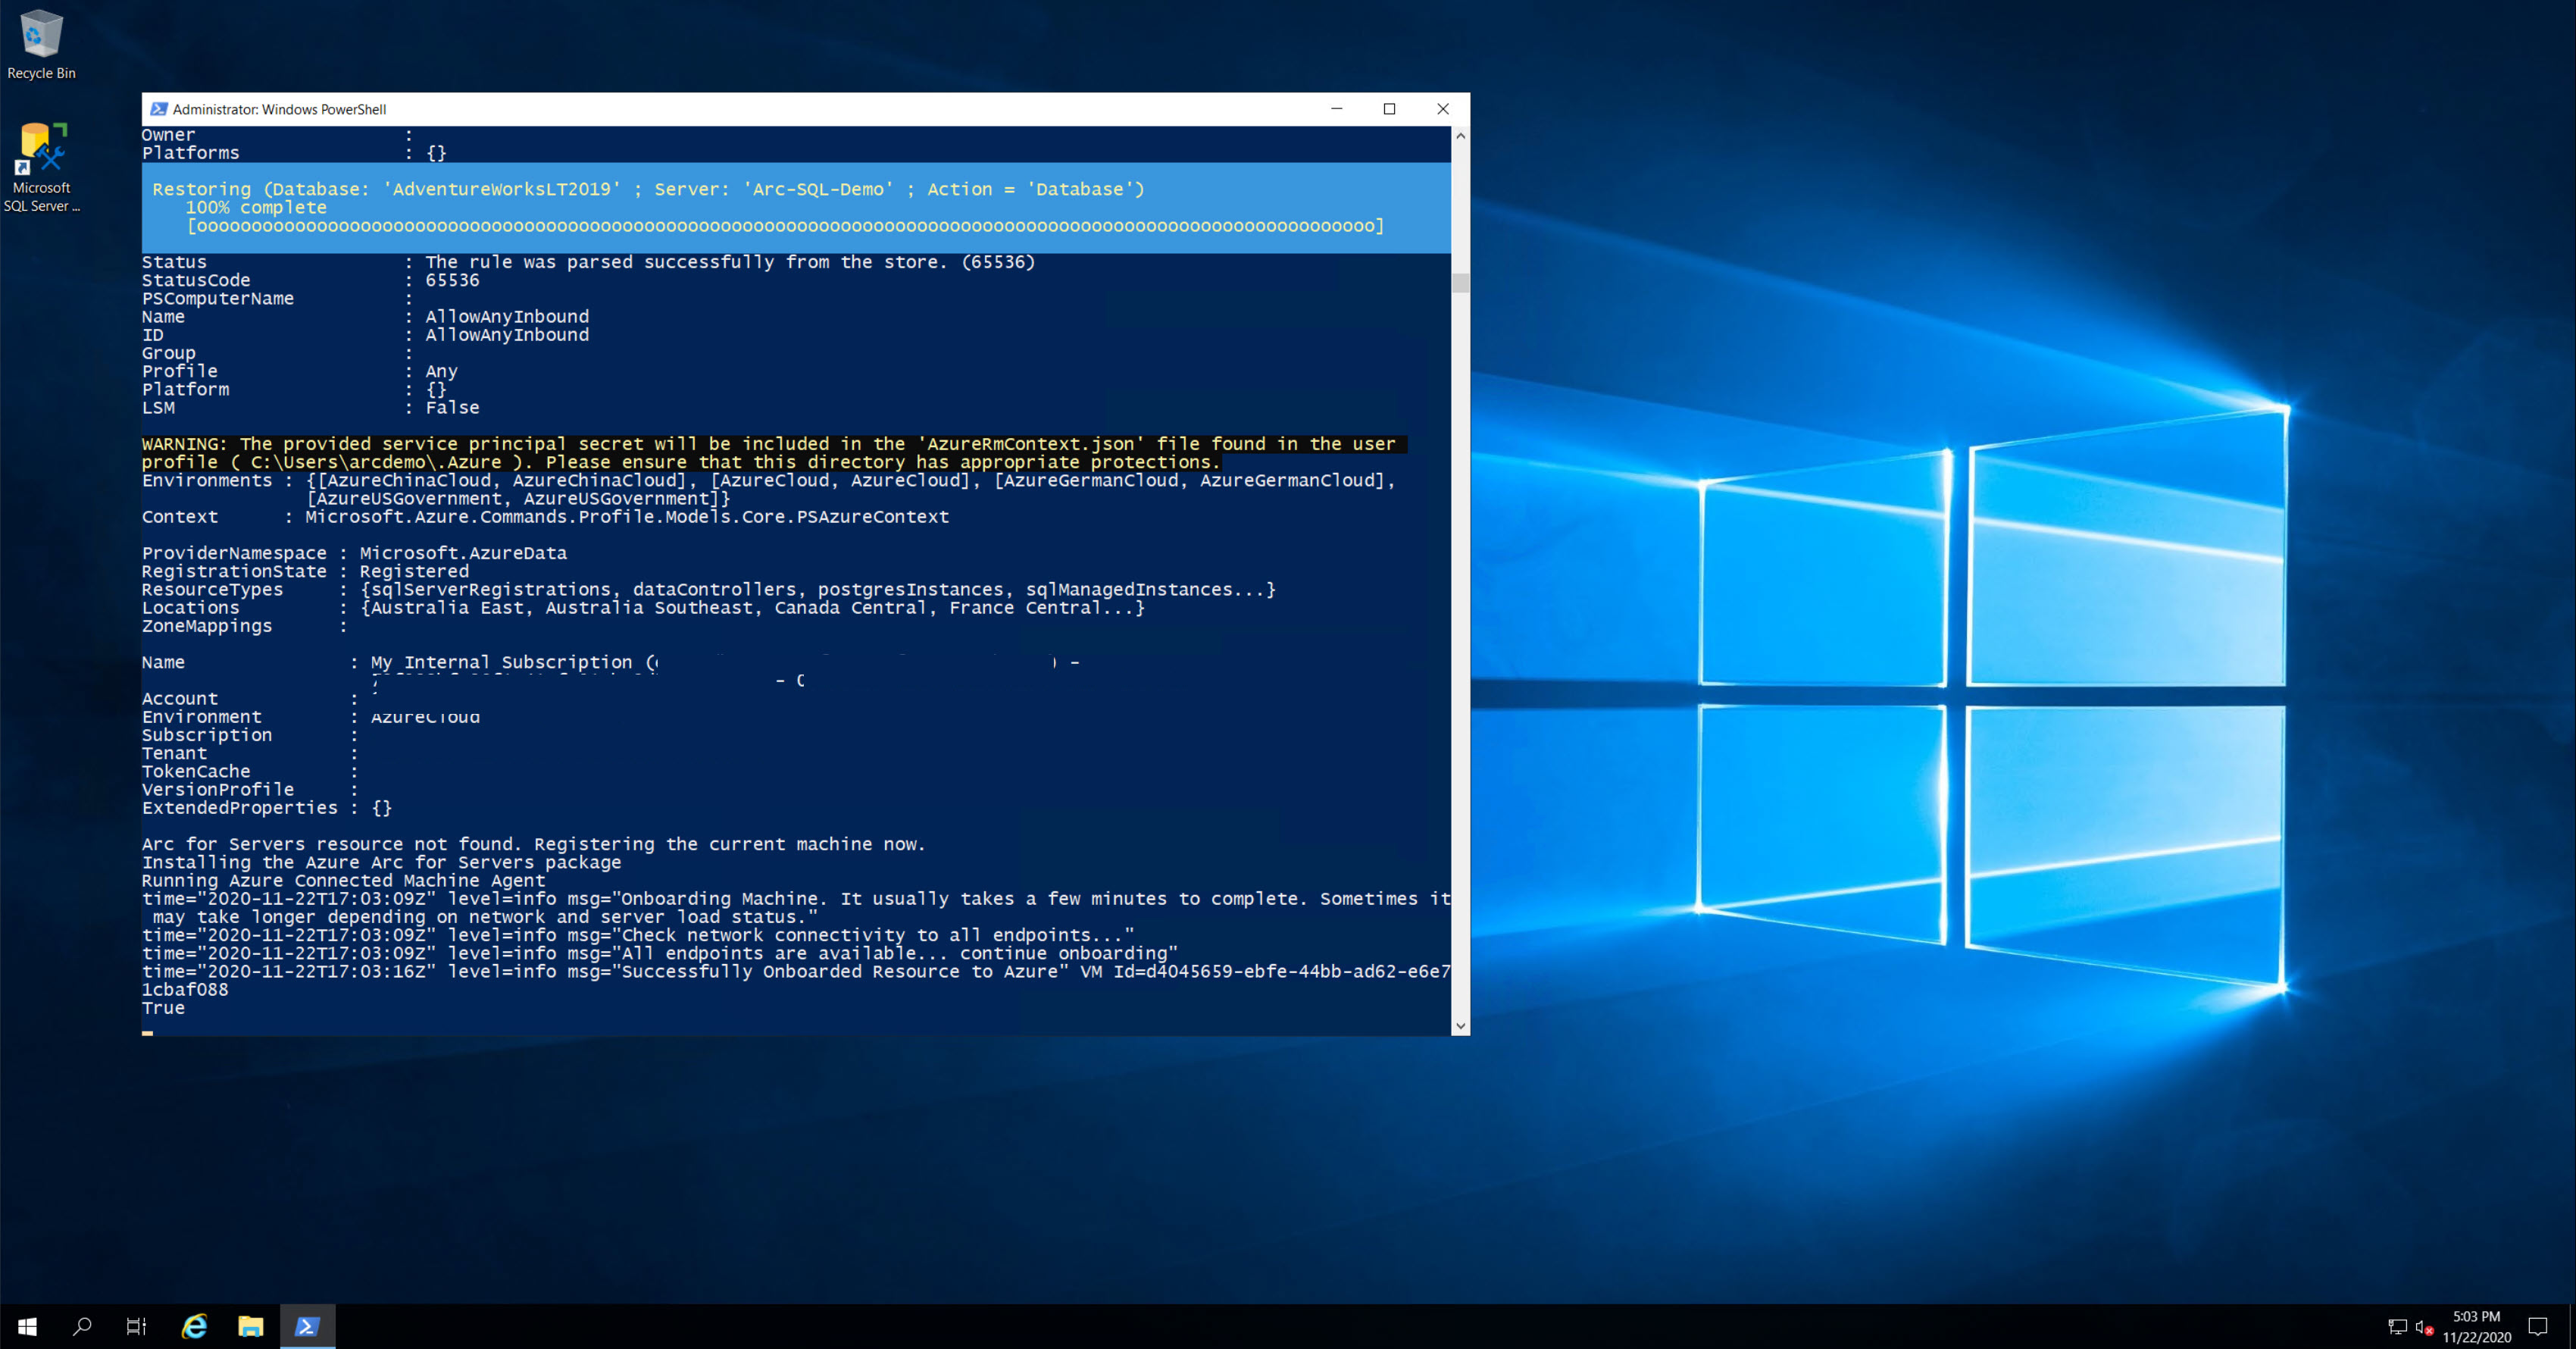 Recycle Bin
Microsoft
SQL Server ...
Administrator: Windows PowerShell
Owner :
Platforms : {}
Restoring (Database: 'AdventureWorksLT2019' ; Server: 'Arc-SQL-Demo' ; Action = 'Database')
100% complete
[oooooooooooooooooooooooooooooooooooooooooooooooooooooooooooooooooooooooooooooooooooooooooooooooooooooooooooo]
Status : The rule was parsed successfully from the store. (65536)
StatusCode : 65536
PSComputerName :
Name : AllowAnyInbound
ID : AllowAnyInbound
Group :
Profile : Any
Platform : {}
LSM : False
WARNING: The provided service principal secret will be included in the 'AzureRmContext.json' file found in the user
profile ( C:\Users\arcdemo\.Azure ). Please ensure that this directory has appropriate protections.
Environments : {[AzureChinaCloud, AzureChinaCloud], [AzureCloud, AzureCloud], [AzureGermanCloud, AzureGermanCloud],
[AzureUSGovernment, AzureUSGovernment]}
Context : Microsoft.Azure.Commands.Profile.Models.Core.PSAzureContext
ProviderNamespace : Microsoft.AzureData
RegistrationState : Registered
ResourceTypes : {sqlServerRegistrations, dataControllers, postgresInstances, sqlManagedInstances...}
Locations : {Australia East, Australia Southeast, Canada Central, France Central...}
ZoneMappings :
Name : My Internal Subscription ( ) -
-
Account :
Environment : AzureCloud
Subscription :
Tenant :
TokenCache :
VersionProfile :
ExtendedProperties : {}
Arc for Servers resource not found. Registering the current machine now.
Installing the Azure Arc for Servers package
Running Azure Connected Machine Agent
time="2020-11-22T17:03:09Z" level=info msg="Onboarding Machine. It usually takes a few minutes to complete. Sometimes it
may take longer depending on network and server load status."
time="2020-11-22T17:03:09Z" level=info msg="Check network connectivity to all endpoints..."
time="2020-11-22T17:03:09Z" level=info msg="All endpoints are available... continue onboarding"
time="2020-11-22T17:03:16Z" level=info msg="Successfully Onboarded Resource to Azure" VM Id=d4045659-ebfe-44bb-ad62-e6e7
1cbaf088
True
5:03 PM
11/22/2020